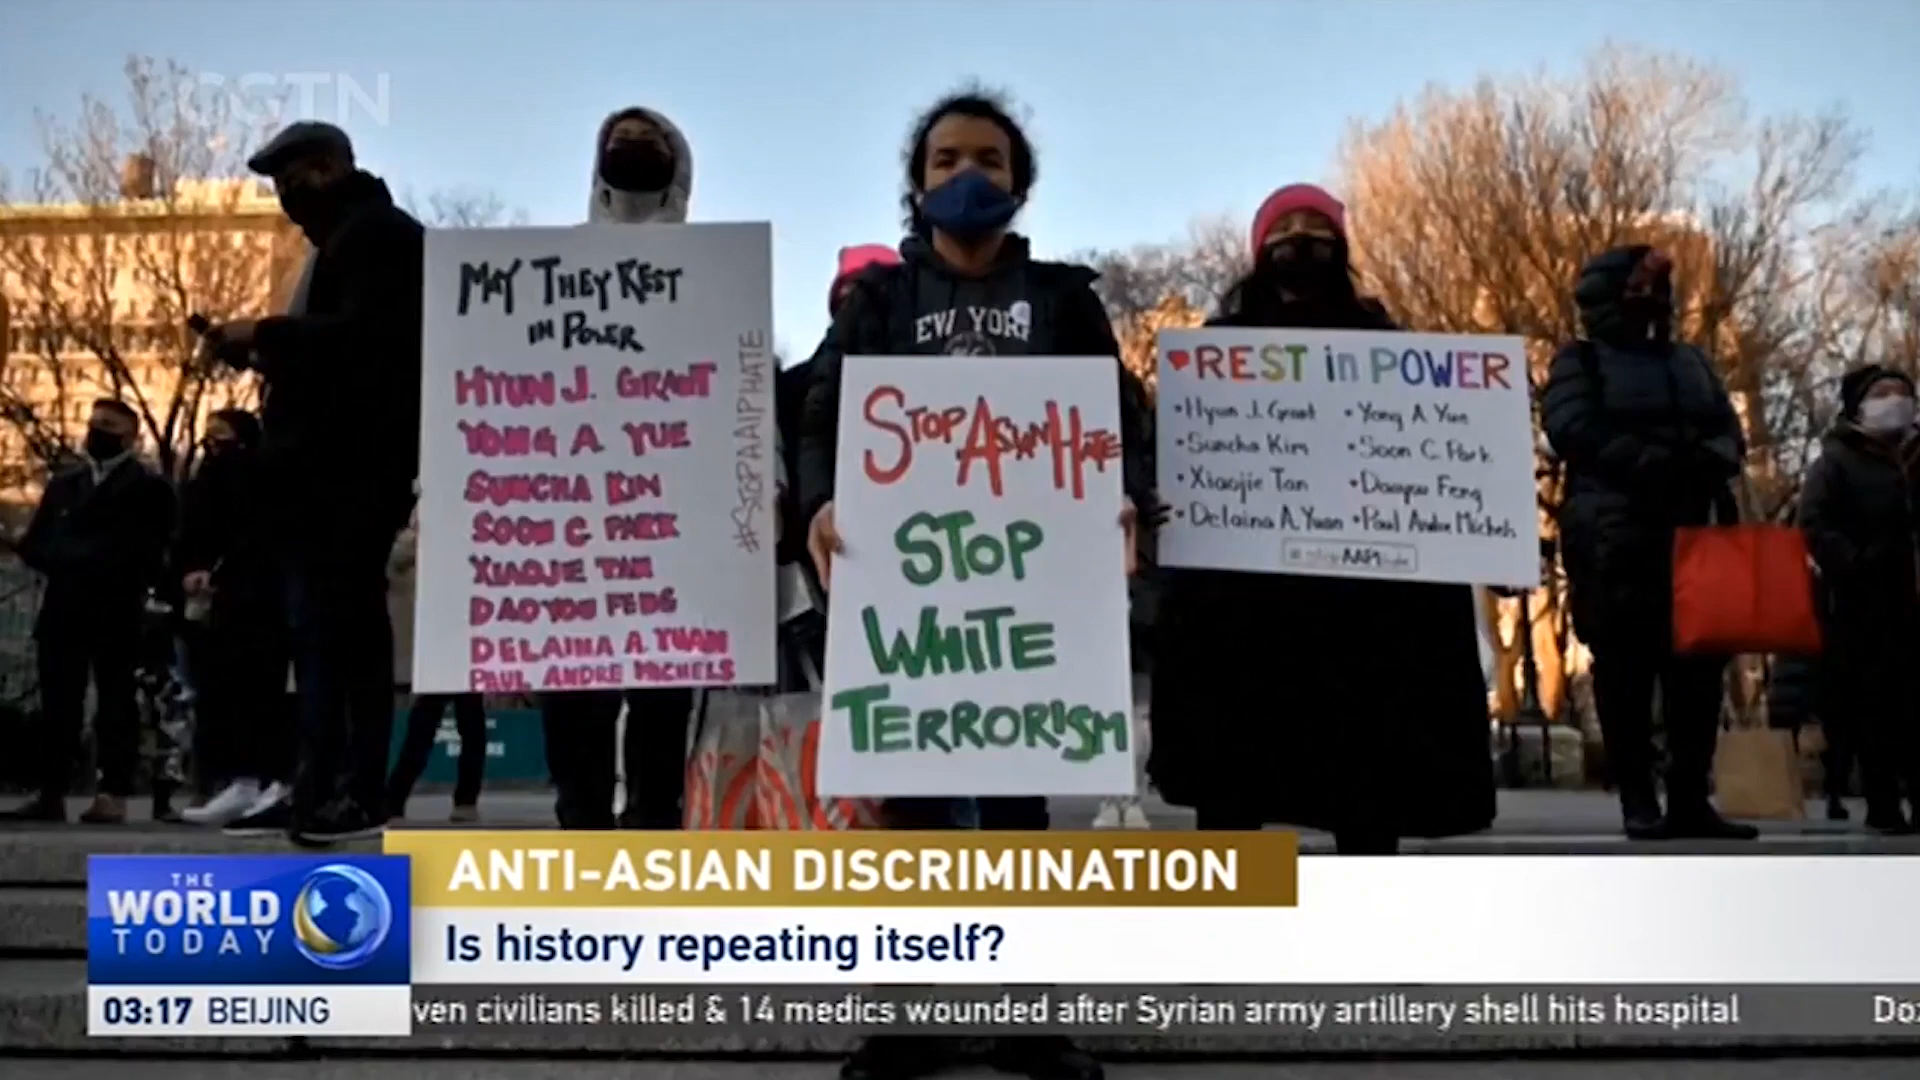 CGTN
MAY THEY REST
IN POWER
HYUN J. GRANT
YONG A. YUE
SUNCHA KIN
SOON C PARK
XIAOJIE TAN
DAOYOU FENG
DELAINA A. YUAN
PAUL ANDRE MICHELS
#STOPAAIPHATE
EW YORK
STOP ASIAN HATE
STOP
WHITE
TERRORISM
REST in POWER
•Hyun J. Grant •Yong A Yue
•Suncha Kim •Soon C. Park
•Xiaojie Tan •Daoyou Feng
•Delaina A. Yuan •Paul Andre Michels
#stopAAPIhate
ANTI-ASIAN DISCRIMINATION
THE
WORLD
TODAY
Is history repeating itself?
03:17 BEIJING
ven civilians killed & 14 medics wounded after Syrian army artillery shell hits hospital